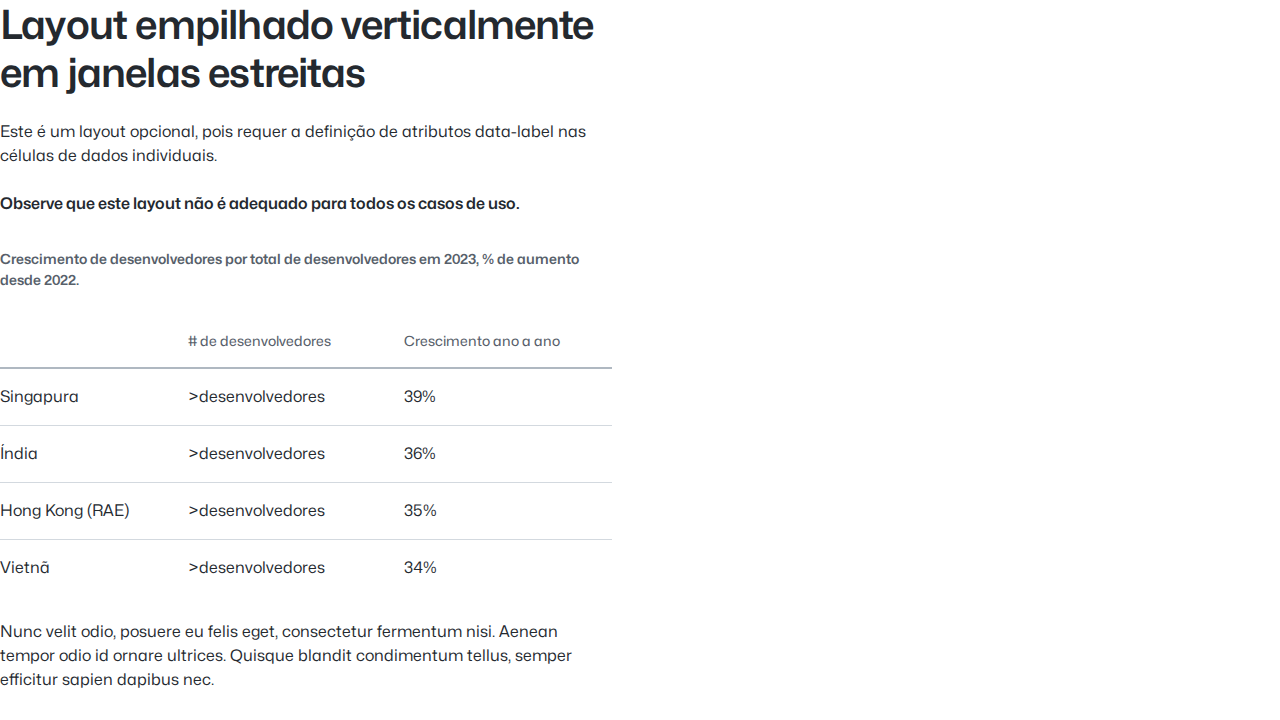 Layout empilhado verticalmente
em janelas estreitas
Este é um layout opcional, pois requer a definição de atributos data-label nas
células de dados individuais.
Observe que este layout não é adequado para todos os casos de uso.
Crescimento de desenvolvedores por total de desenvolvedores em 2023, % de aumento
desde 2022.
# de desenvolvedores Crescimento ano a ano
Singapura >desenvolvedores 39%
Índia >desenvolvedores 36%
Hong Kong (RAE) >desenvolvedores 35%
Vietnã >desenvolvedores 34%
Nunc velit odio, posuere eu felis eget, consectetur fermentum nisi. Aenean
tempor odio id ornare ultrices. Quisque blandit condimentum tellus, semper
efficitur sapien dapibus nec.